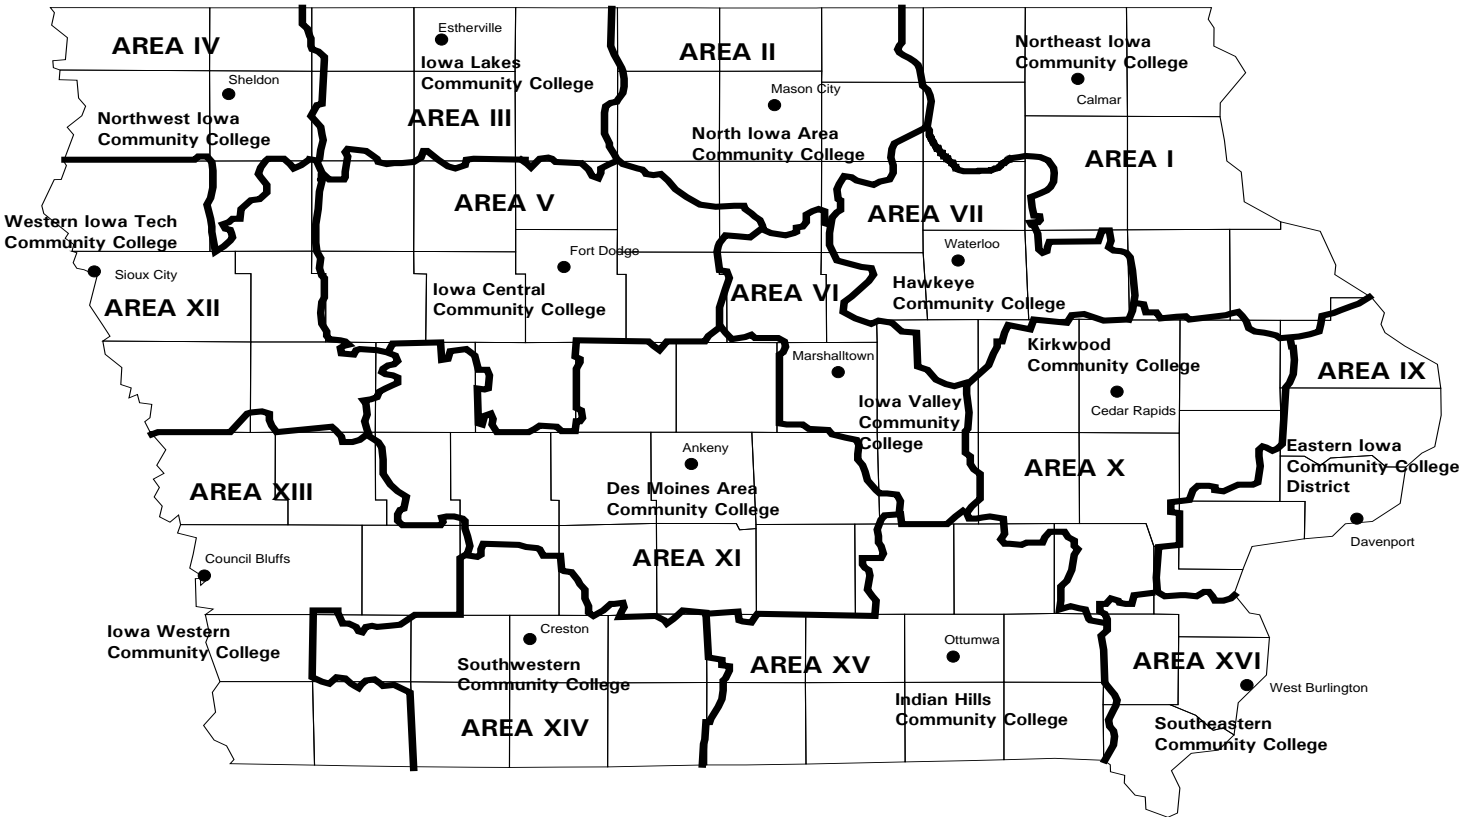 AREA IV
Sheldon
Northwest Iowa
Community College
Estherville
Iowa Lakes
Community College
AREA III
AREA II
Mason City
North Iowa Area
Community College
Northeast Iowa
Community College
Calmar
AREA I
Western Iowa Tech
Community College
Sioux City
AREA XII
AREA V
Fort Dodge
Iowa Central
Community College
AREA VI
Marshalltown
Iowa Valley
Community
College
AREA VII
Waterloo
Hawkeye
Community College
Kirkwood
Community College
Cedar Rapids
AREA X
AREA IX
Eastern Iowa
Community College
District
Davenport
AREA XIII
Council Bluffs
Iowa Western
Community College
Ankeny
Des Moines Area
Community College
AREA XI
Creston
Southwestern
Community College
AREA XIV
AREA XV
Ottumwa
Indian Hills
Community College
AREA XVI
West Burlington
Southeastern
Community College